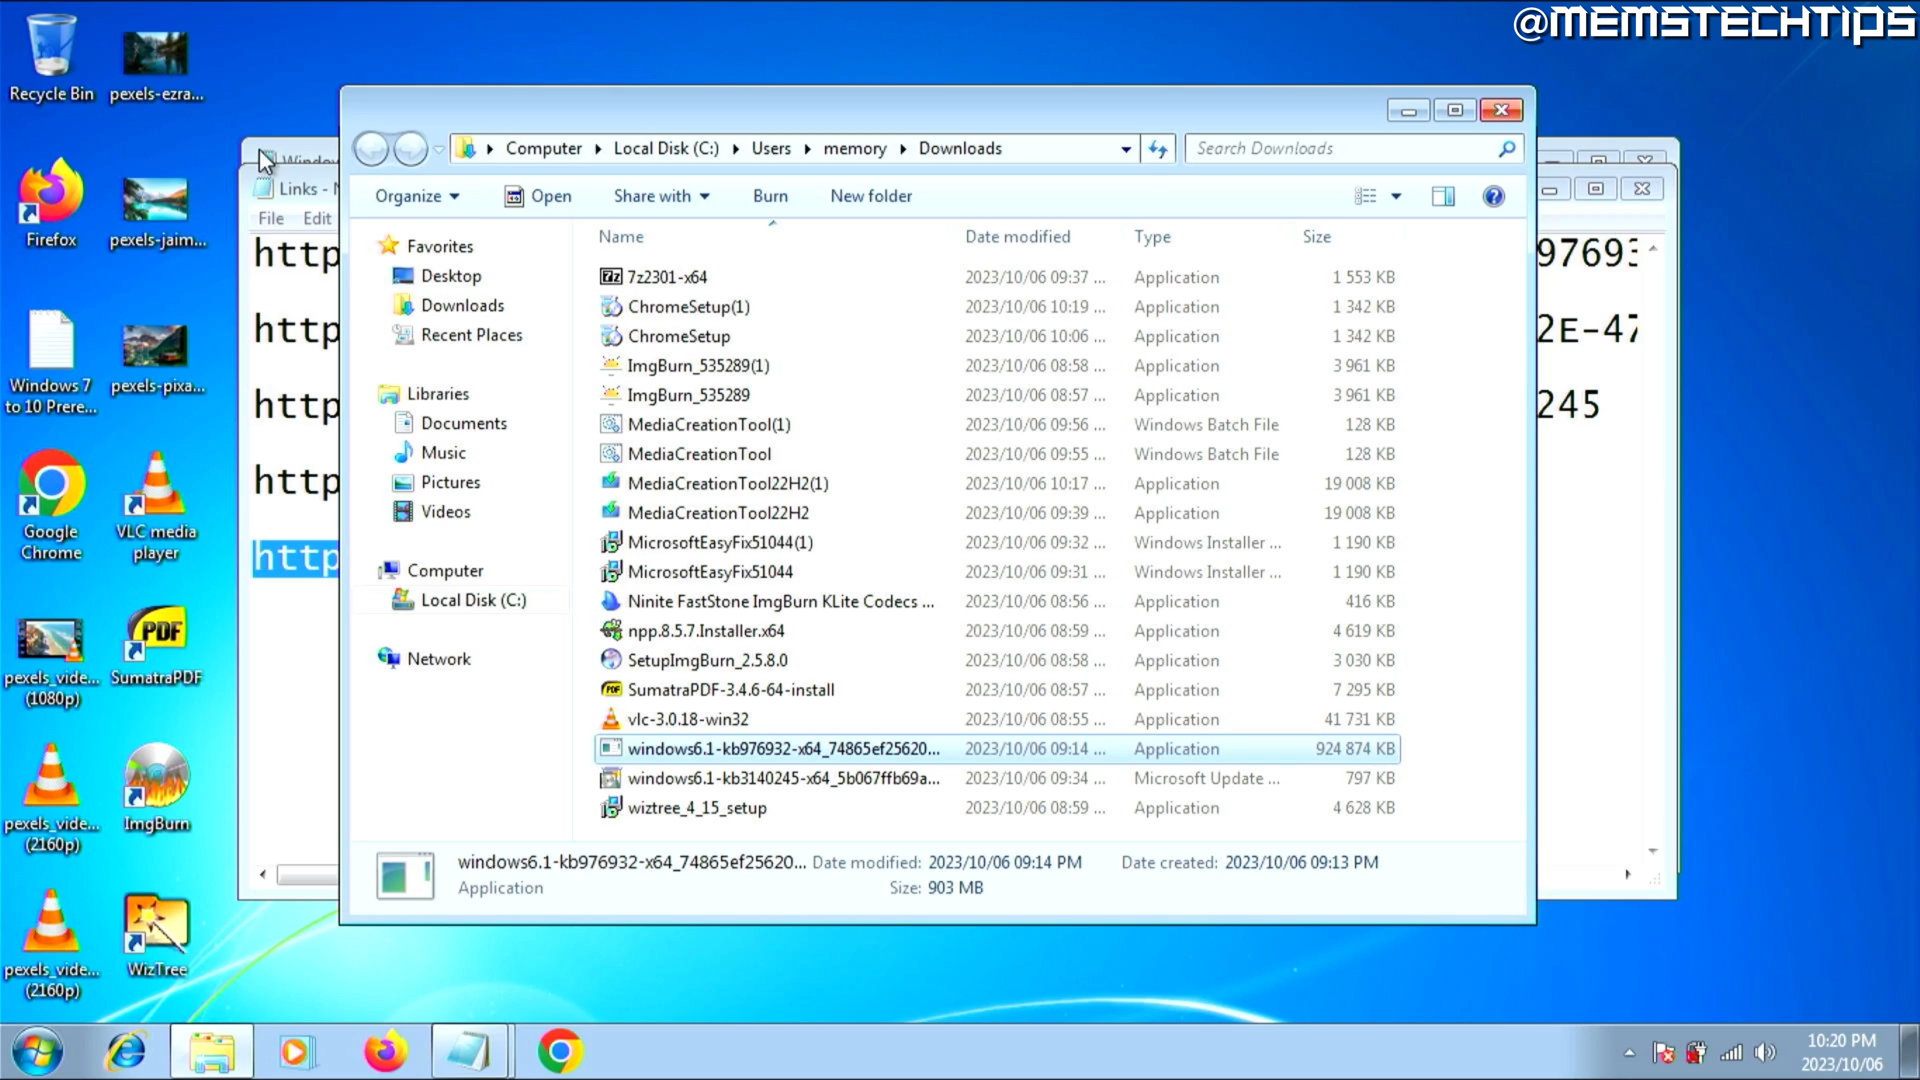 @MEMSTECHTIPS
Recycle Bin
pexels-ezra...
Firefox
pexels-jaim...
Windows 7
to 10 Prere...
pexels-pixa...
Google
Chrome
VLC media
player
pexels_vide...
(1080p)
SumatraPDF
pexels_vide...
(2160p)
ImgBurn
pexels_vide...
(2160p)
WizTree
Window
Links - N
File Edit
http
http
http
http
http
97693
2E-47
245
Computer Local Disk (C:) Users memory Downloads
Search Downloads
Organize Open Share with Burn New folder
Favorites
Desktop
Downloads
Recent Places
Libraries
Documents
Music
Pictures
Videos
Computer
Local Disk (C:)
Network
Name Date modified Type Size
7z2301-x64 2023/10/06 09:37 ... Application 1 553 KB
ChromeSetup(1) 2023/10/06 10:19 ... Application 1 342 KB
ChromeSetup 2023/10/06 10:06 ... Application 1 342 KB
ImgBurn_535289(1) 2023/10/06 08:58 ... Application 3 961 KB
ImgBurn_535289 2023/10/06 08:57 ... Application 3 961 KB
MediaCreationTool(1) 2023/10/06 09:56 ... Windows Batch File 128 KB
MediaCreationTool 2023/10/06 09:55 ... Windows Batch File 128 KB
MediaCreationTool22H2(1) 2023/10/06 10:17 ... Application 19 008 KB
MediaCreationTool22H2 2023/10/06 09:39 ... Application 19 008 KB
MicrosoftEasyFix51044(1) 2023/10/06 09:32 ... Windows Installer ... 1 190 KB
MicrosoftEasyFix51044 2023/10/06 09:31 ... Windows Installer ... 1 190 KB
Ninite FastStone ImgBurn KLite Codecs ... 2023/10/06 08:56 ... Application 416 KB
npp.8.5.7.Installer.x64 2023/10/06 08:59 ... Application 4 619 KB
SetupImgBurn_2.5.8.0 2023/10/06 08:58 ... Application 3 030 KB
SumatraPDF-3.4.6-64-install 2023/10/06 08:57 ... Application 7 295 KB
vlc-3.0.18-win32 2023/10/06 08:55 ... Application 41 731 KB
windows6.1-kb976932-x64_74865ef25620... 2023/10/06 09:14 ... Application 924 874 KB
windows6.1-kb3140245-x64_5b067ffb69a... 2023/10/06 09:34 ... Microsoft Update ... 797 KB
wiztree_4_15_setup 2023/10/06 08:59 ... Application 4 628 KB
windows6.1-kb976932-x64_74865ef25620... Date modified: 2023/10/06 09:14 PM Date created: 2023/10/06 09:13 PM
Application Size: 903 MB
10:20 PM
2023/10/06